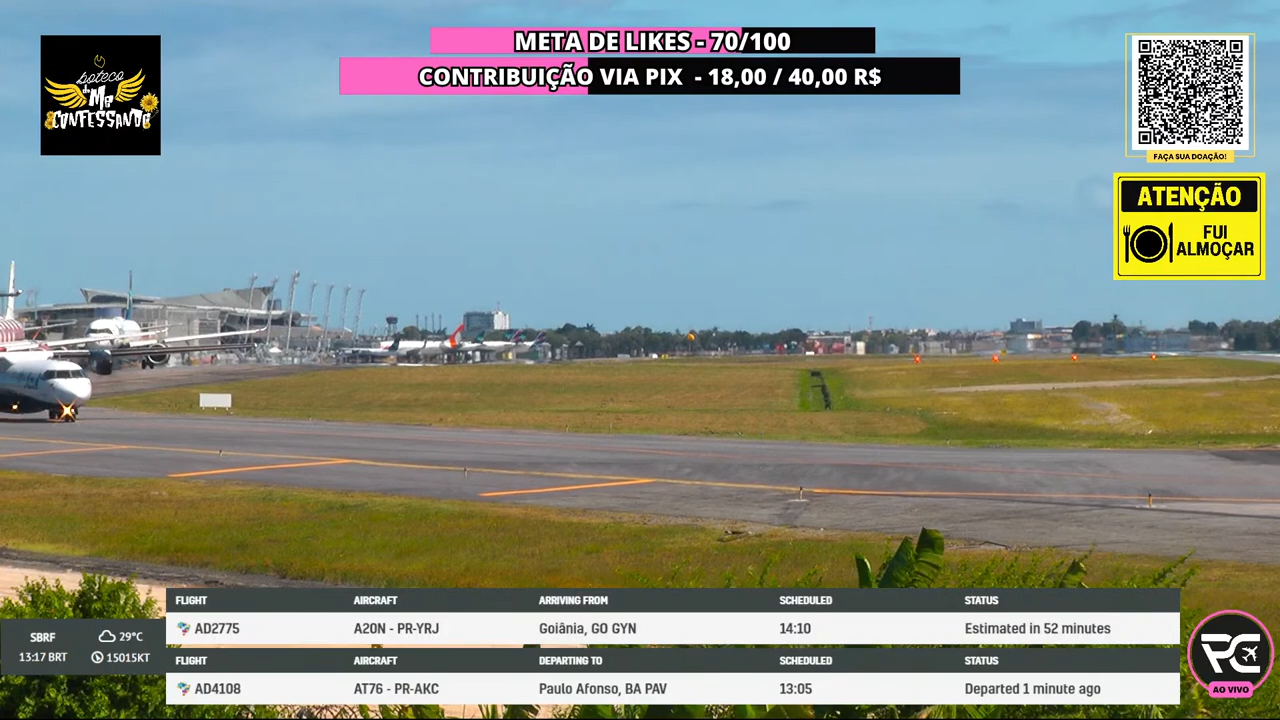 META DE LIKES - 70/100
CONTRIBUIÇÃO VIA PIX - 18,00 / 40,00 R$
boteco
do Me
CONFESSANDO
FAÇA SUA DOAÇÃO!
ATENÇÃO
FUI
ALMOÇAR
FLIGHT AIRCRAFT ARRIVING FROM SCHEDULED STATUS
AD2775 A20N - PR-YRJ Goiânia, GO GYN 14:10 Estimated in 52 minutes
SBRF 29°C
13:17 BRT 15015KT
FLIGHT AIRCRAFT DEPARTING TO SCHEDULED STATUS
AD4108 AT76 - PR-AKC Paulo Afonso, BA PAV 13:05 Departed 1 minute ago
RC
AO VIVO